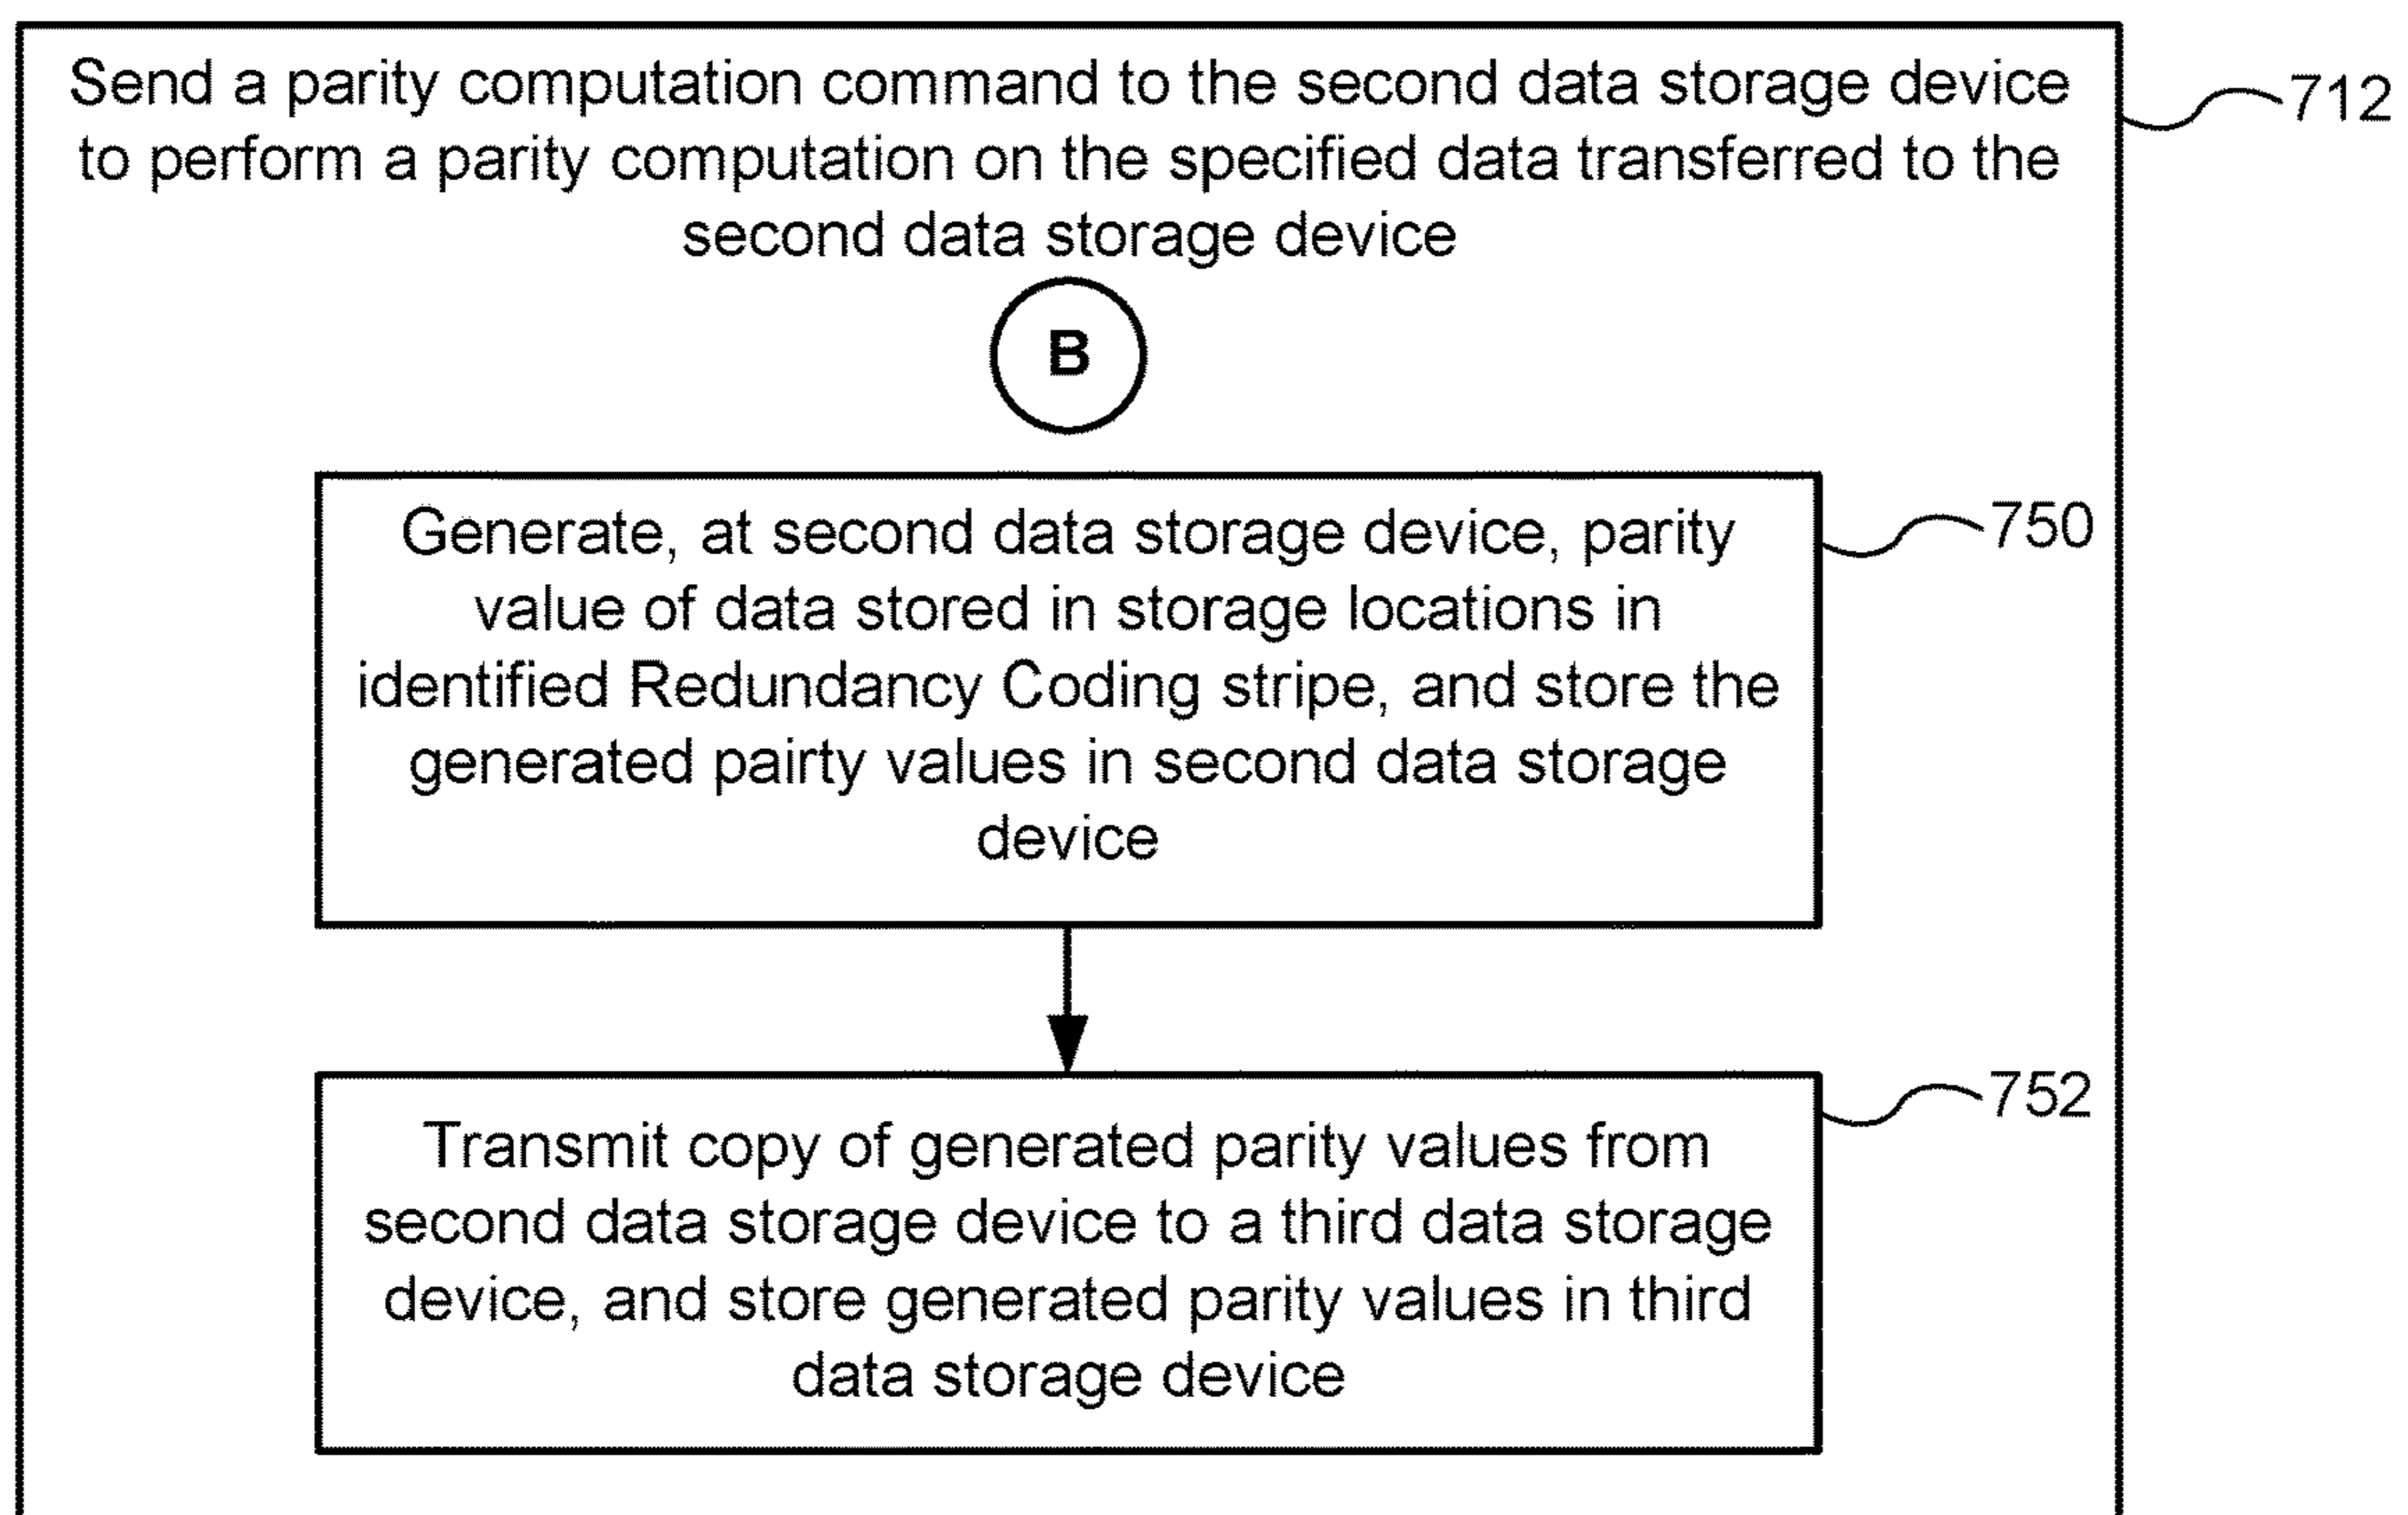 Send a parity computation command to the second data storage device
to perform a parity computation on the specified data transferred to the
second data storage device
712
B
Generate, at second data storage device, parity
value of data stored in storage locations in
identified Redundancy Coding stripe, and store the
generated pairty values in second data storage
device
750
Transmit copy of generated parity values from
second data storage device to a third data storage
device, and store generated parity values in third
data storage device
752